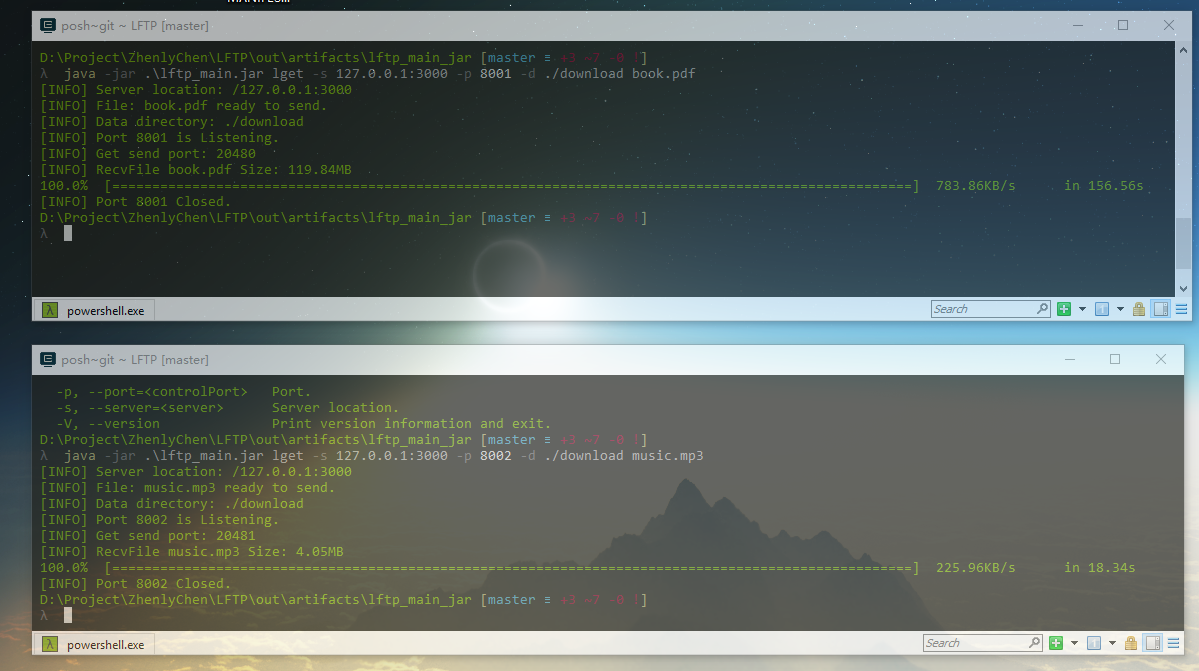 posh~git ~ LFTP [master]
D:\Project\ZhenlyChen\LFTP\out\artifacts\lftp_main_jar [master ≡ +3 ~7 -0 !]
λ  java -jar .\lftp_main.jar lget -s 127.0.0.1:3000 -p 8001 -d ./download book.pdf
[INFO] Server location: /127.0.0.1:3000
[INFO] File: book.pdf ready to send.
[INFO] Data directory: ./download
[INFO] Port 8001 is Listening.
[INFO] Get send port: 20480
[INFO] RecvFile book.pdf Size: 119.84MB
100.0%  [====================================================================================================]  783.86KB/s      in 156.56s
[INFO] Port 8001 Closed.
D:\Project\ZhenlyChen\LFTP\out\artifacts\lftp_main_jar [master ≡ +3 ~7 -0 !]
λ
λ powershell.exe
Search
posh~git ~ LFTP [master]
-p, --port=<controlPort>   Port.
-s, --server=<server>      Server location.
-V, --version              Print version information and exit.
D:\Project\ZhenlyChen\LFTP\out\artifacts\lftp_main_jar [master ≡ +3 ~7 -0 !]
λ  java -jar .\lftp_main.jar lget -s 127.0.0.1:3000 -p 8002 -d ./download music.mp3
[INFO] Server location: /127.0.0.1:3000
[INFO] File: music.mp3 ready to send.
[INFO] Data directory: ./download
[INFO] Port 8002 is Listening.
[INFO] Get send port: 20481
[INFO] RecvFile music.mp3 Size: 4.05MB
100.0%  [====================================================================================================]  225.96KB/s      in 18.34s
[INFO] Port 8002 Closed.
D:\Project\ZhenlyChen\LFTP\out\artifacts\lftp_main_jar [master ≡ +3 ~7 -0 !]
λ
λ powershell.exe
Search